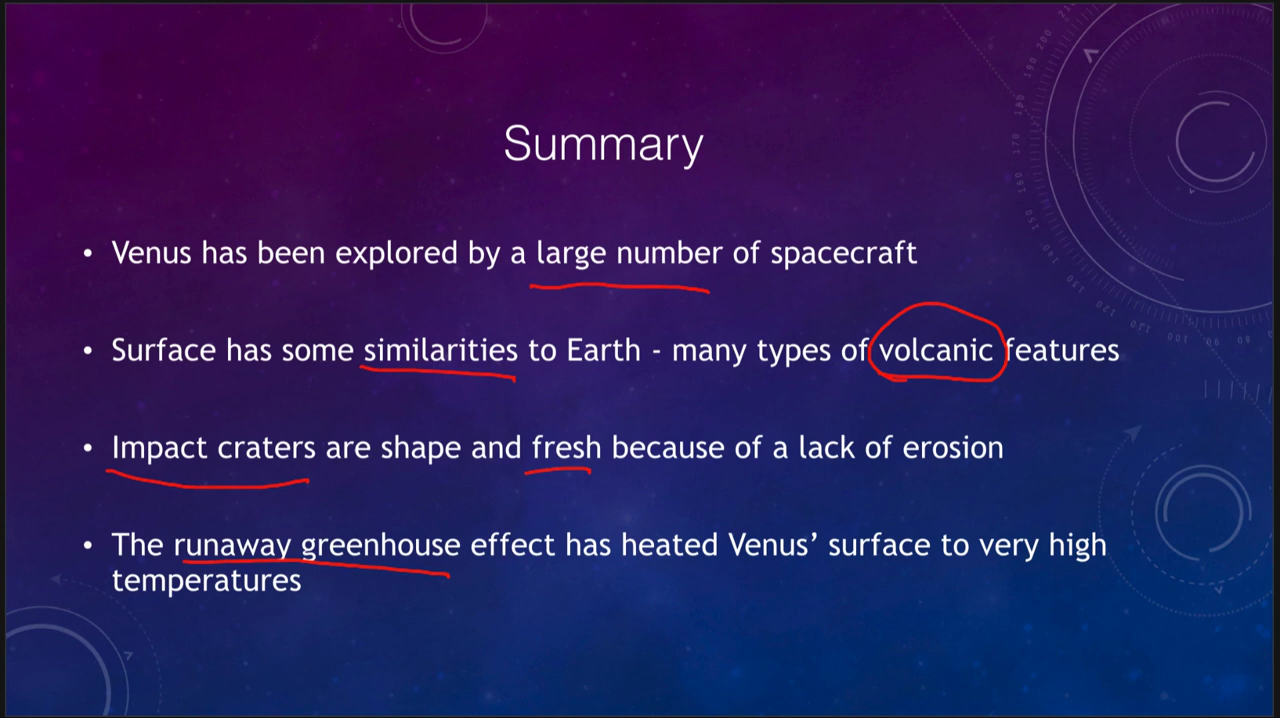 Summary
• Venus has been explored by a large number of spacecraft
• Surface has some similarities to Earth - many types of volcanic features
• Impact craters are shape and fresh because of a lack of erosion
• The runaway greenhouse effect has heated Venus’ surface to very high
temperatures